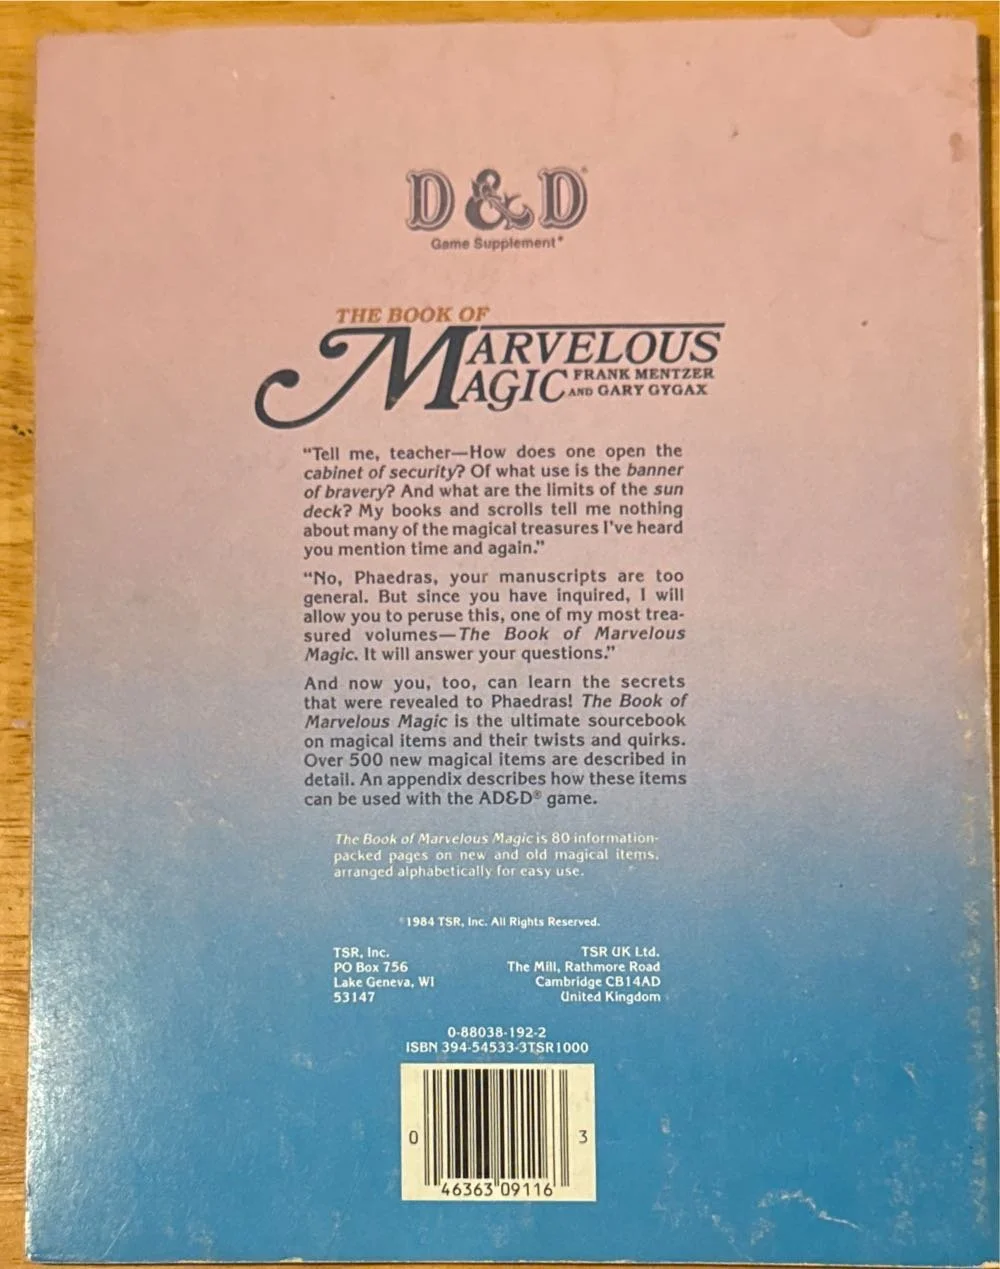 D&D®
Game Supplement*
THE BOOK OF
MARVELOUS
MAGIC FRANK MENTZER
AND GARY GYGAX
“Tell me, teacher—How does one open the
cabinet of security? Of what use is the banner
of bravery? And what are the limits of the sun
deck? My books and scrolls tell me nothing
about many of the magical treasures I’ve heard
you mention time and again.”
“No, Phaedras, your manuscripts are too
general. But since you have inquired, I will
allow you to peruse this, one of my most trea-
sured volumes—The Book of Marvelous
Magic. It will answer your questions.”
And now you, too, can learn the secrets
that were revealed to Phaedras! The Book of
Marvelous Magic is the ultimate sourcebook
on magical items and their twists and quirks.
Over 500 new magical items are described in
detail. An appendix describes how these items
can be used with the AD&D® game.
The Book of Marvelous Magic is 80 information-
packed pages on new and old magical items,
arranged alphabetically for easy use.
©1984 TSR, Inc. All Rights Reserved.
TSR, Inc.
PO Box 756
Lake Geneva, WI
53147
TSR UK Ltd.
The Mill, Rathmore Road
Cambridge CB14AD
United Kingdom
0-88038-192-2
ISBN 394-54533-3TSR1000
0 46363 09116 3